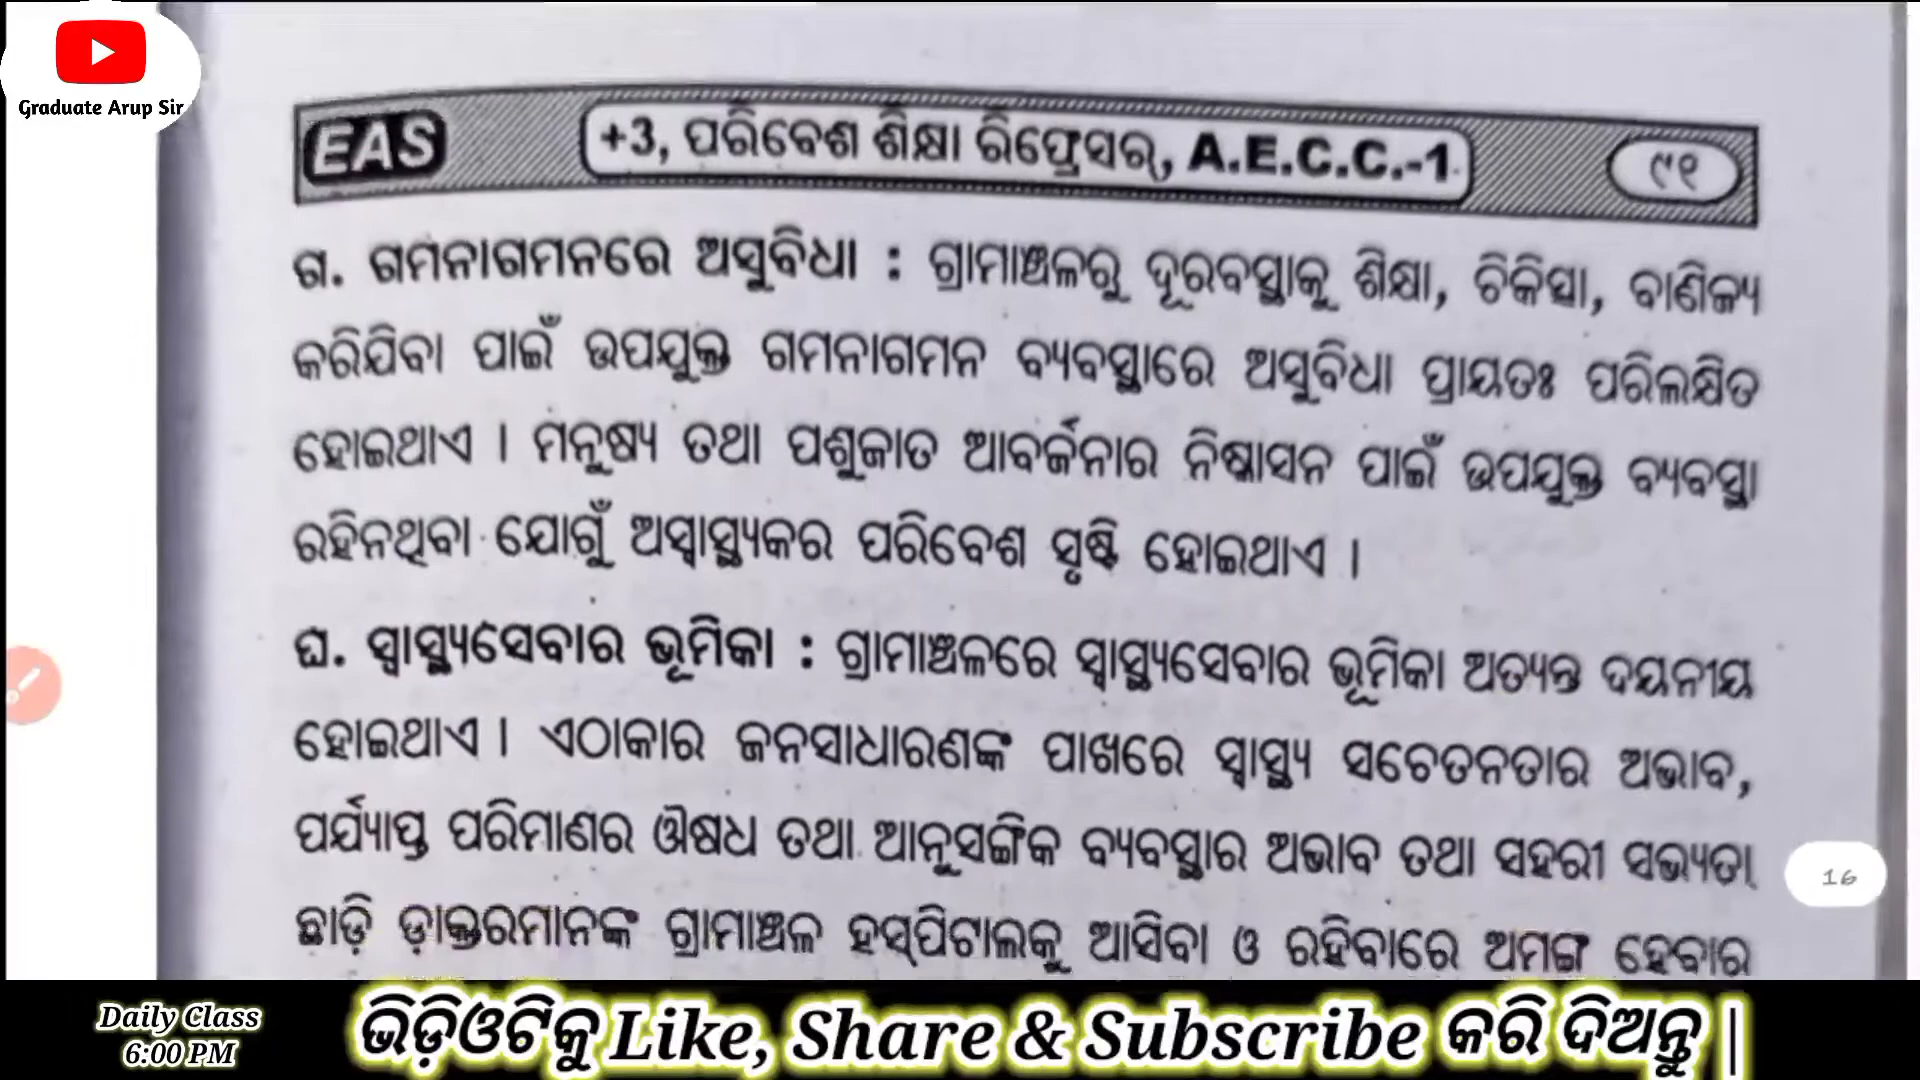 Graduate Arup Sir
EAS
+3, ପରିବେଶ ଶିକ୍ଷା ରିଫ୍ରେସର୍, A.E.C.C.-1
୯୧
ଗ. ଗମନାଗମନରେ ଅସୁବିଧା : ଗ୍ରାମାଞ୍ଚଳରୁ ଦୂରବସ୍ଥାକୁ ଶିକ୍ଷା, ଚିକିତ୍ସା, ବାଣିଜ୍ୟ
କରିଯିବା ପାଇଁ ଉପଯୁକ୍ତ ଗମନାଗମନ ବ୍ୟବସ୍ଥାରେ ଅସୁବିଧା ପ୍ରାୟତଃ ପରିଲକ୍ଷିତ
ହୋଇଥାଏ । ମନୁଷ୍ୟ ତଥା ପଶୁଜାତ ଆବର୍ଜନାର ନିଷ୍କାସନ ପାଇଁ ଉପଯୁକ୍ତ ବ୍ୟବସ୍ଥା
ରହିନଥିବା ଯୋଗୁଁ ଅସ୍ୱାସ୍ଥ୍ୟକର ପରିବେଶ ସୃଷ୍ଟି ହୋଇଥାଏ ।
ଘ. ସ୍ୱାସ୍ଥ୍ୟସେବାର ଭୂମିକା : ଗ୍ରାମାଞ୍ଚଳରେ ସ୍ୱାସ୍ଥ୍ୟସେବାର ଭୂମିକା ଅତ୍ୟନ୍ତ ଦୟନୀୟ
ହୋଇଥାଏ । ଏଠାକାର ଜନସାଧାରଣଙ୍କ ପାଖରେ ସ୍ୱାସ୍ଥ୍ୟ ସଚେତନତାର ଅଭାବ,
ପର୍ଯ୍ୟାପ୍ତ ପରିମାଣର ଔଷଧ ତଥା ଆନୁସଙ୍ଗିକ ବ୍ୟବସ୍ଥାର ଅଭାବ ତଥା ସହରୀ ସଭ୍ୟତା
ଛାଡ଼ି ଡ଼ାକ୍ତରମାନଙ୍କ ଗ୍ରାମାଞ୍ଚଳ ହସ୍ପିଟାଲକୁ ଆସିବା ଓ ରହିବାରେ ଅମଙ୍ଗ ହେବାର
16
Daily Class
6:00 PM
ଭିଡ଼ିଓଟିକୁ Like, Share & Subscribe କରି ଦିଅନ୍ତୁ |